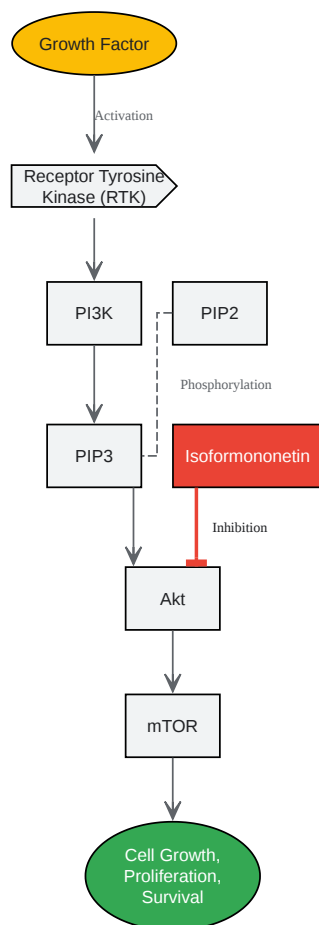 Growth Factor
Activation
Receptor Tyrosine
Kinase (RTK)
PI3K
PIP2
Phosphorylation
PIP3
Isoformononetin
Inhibition
Akt
mTOR
Cell Growth,
Proliferation,
Survival